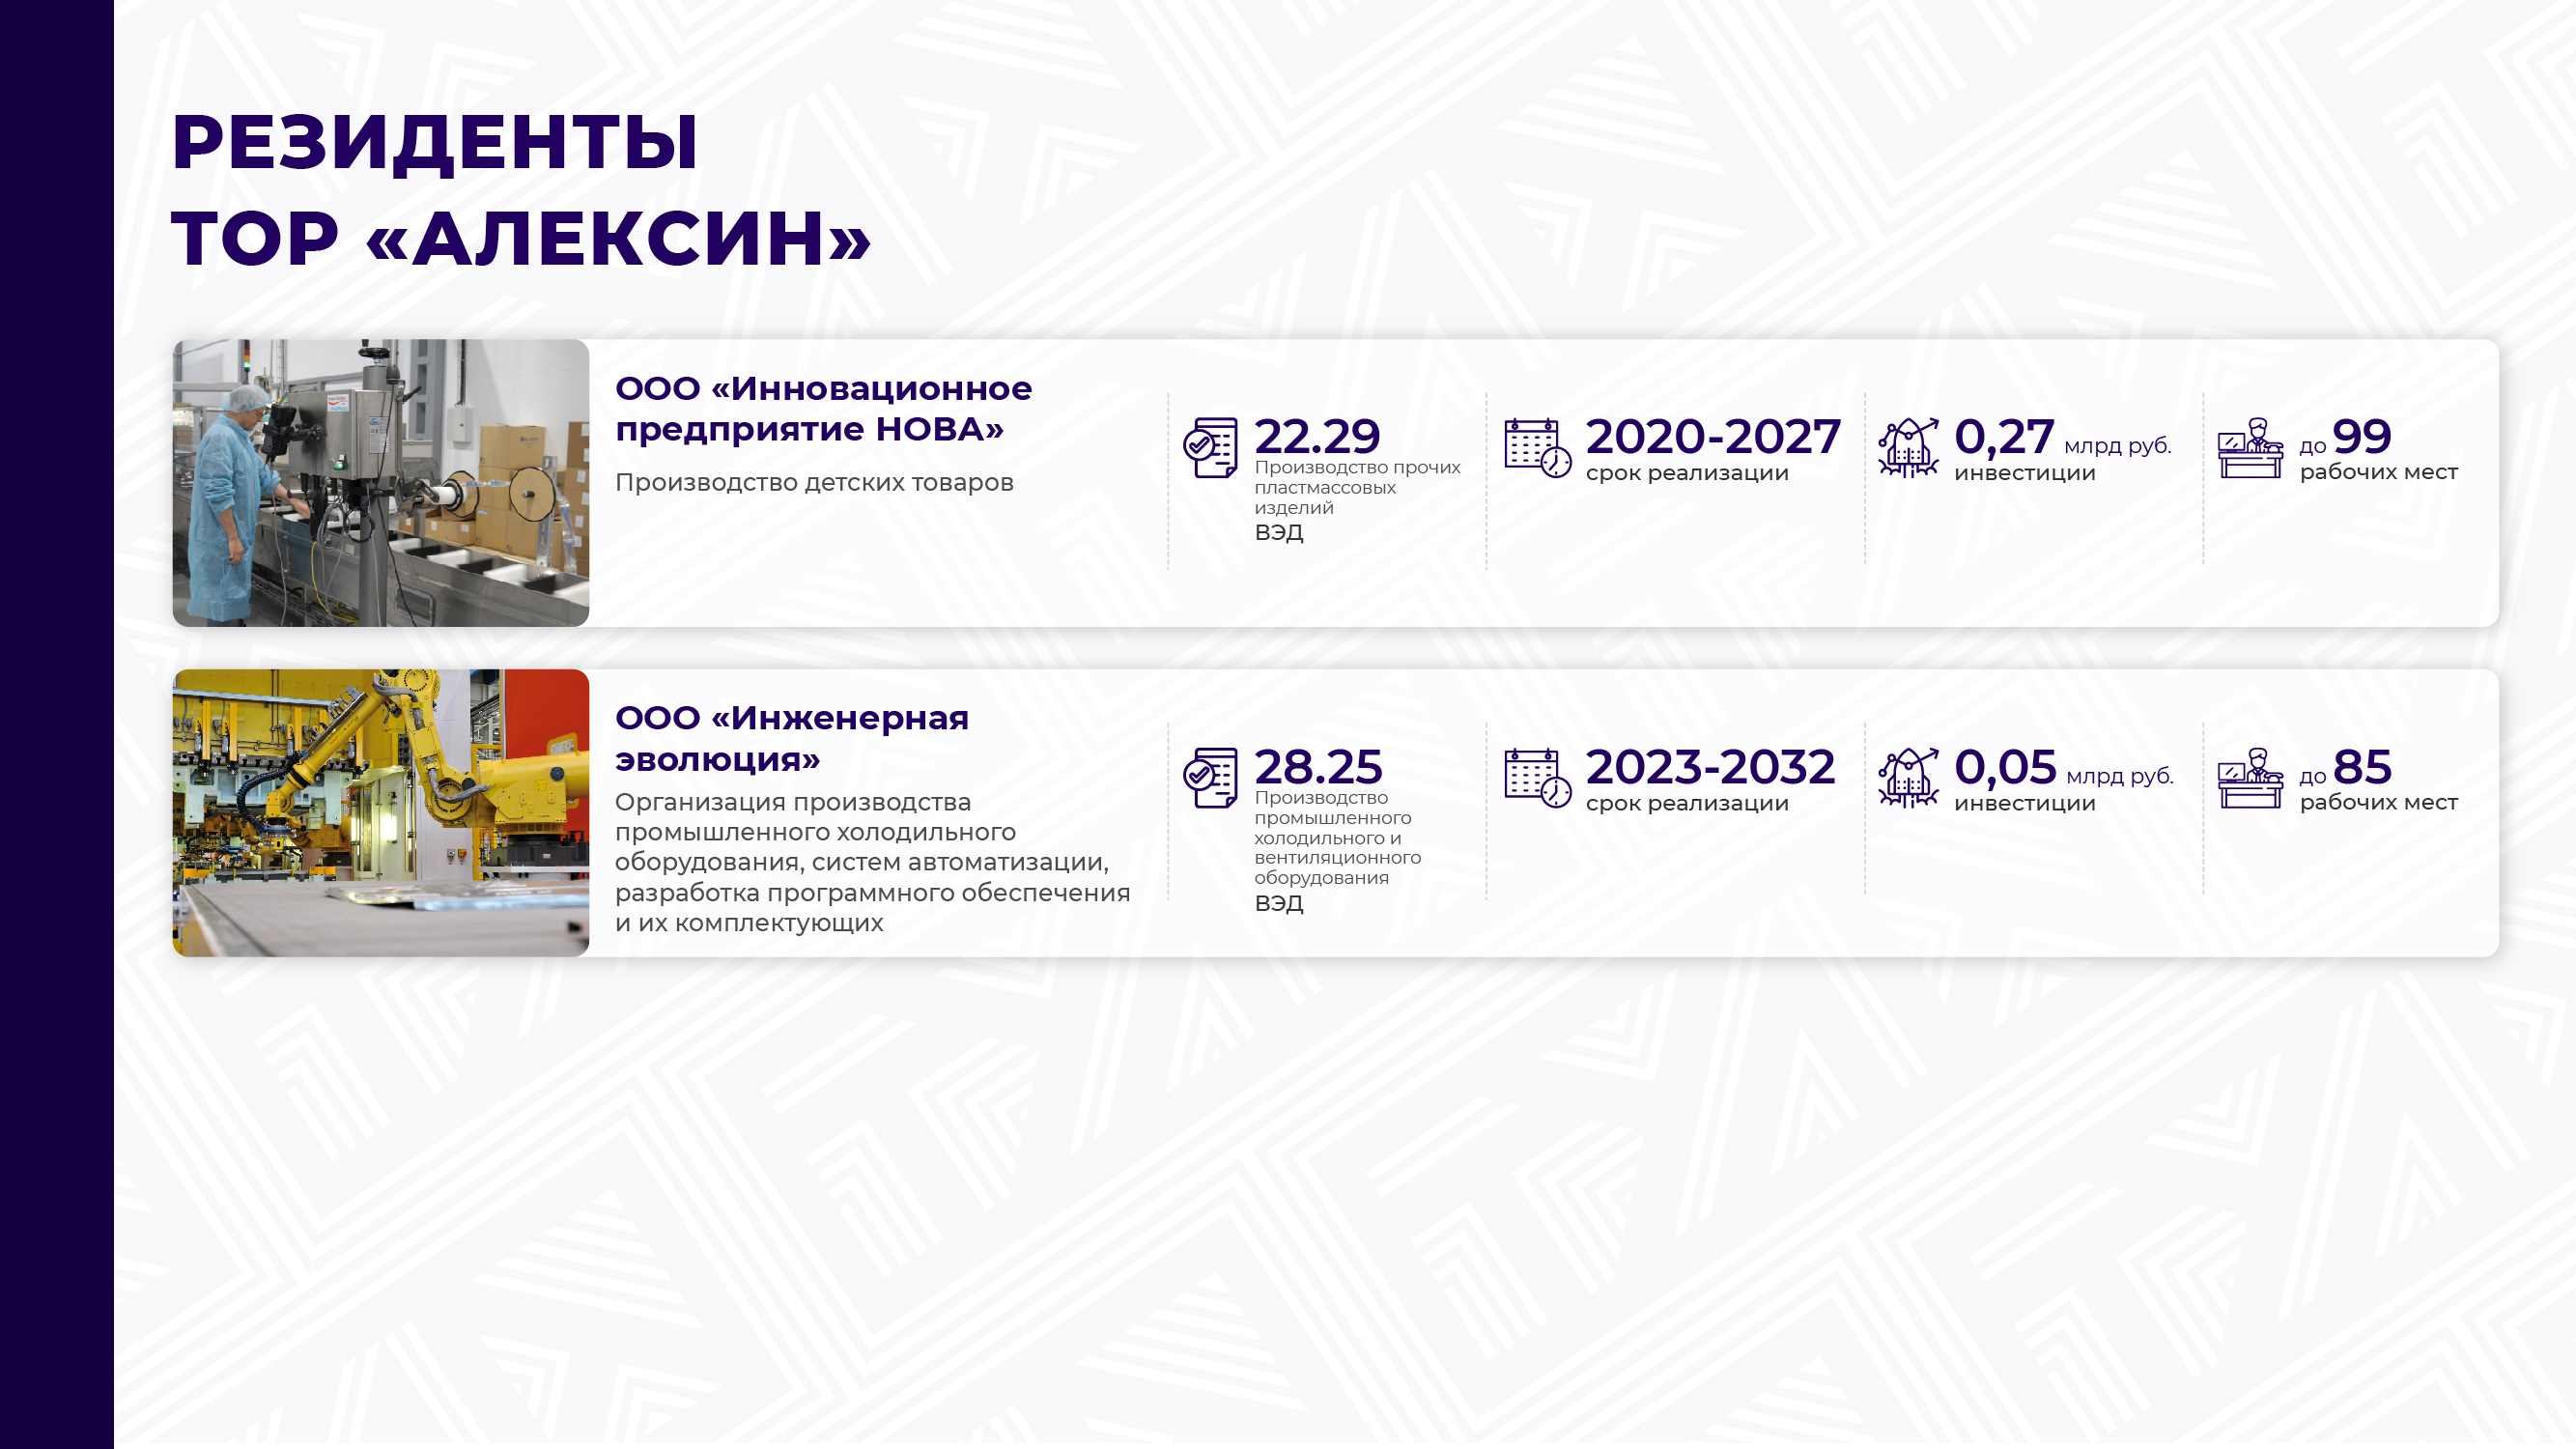 РЕЗИДЕНТЫ
ТОР «АЛЕКСИН»
ООО «Инновационное
предприятие НОВА»
Производство детских товаров
22.29
Производство прочих
пластмассовых
изделий
ВЭД
2020-2027
срок реализации
0,27 млрд руб.
инвестиции
до 99
рабочих мест
ООО «Инженерная
эволюция»
Организация производства
промышленного холодильного
оборудования, систем автоматизации,
разработка программного обеспечения
и их комплектующих
28.25
Производство
промышленного
холодильного и
вентиляционного
оборудования
ВЭД
2023-2032
срок реализации
0,05 млрд руб.
инвестиции
до 85
рабочих мест